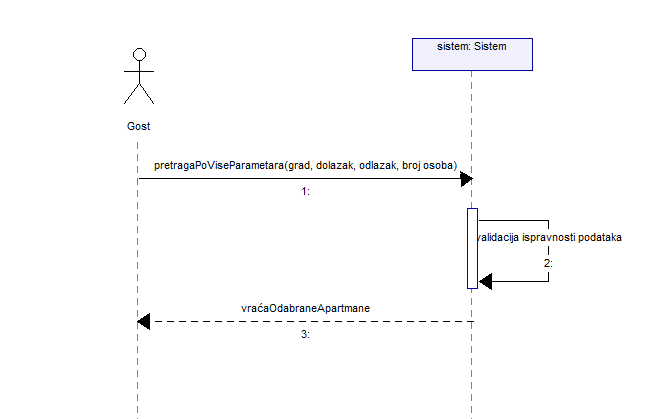 sistem: Sistem
Gost
pretragaPoViseParametara(grad, dolazak, odlazak, broj osoba)
1:
validacija ispravnosti podataka
2:
vraćaOdabraneApartmane
3: